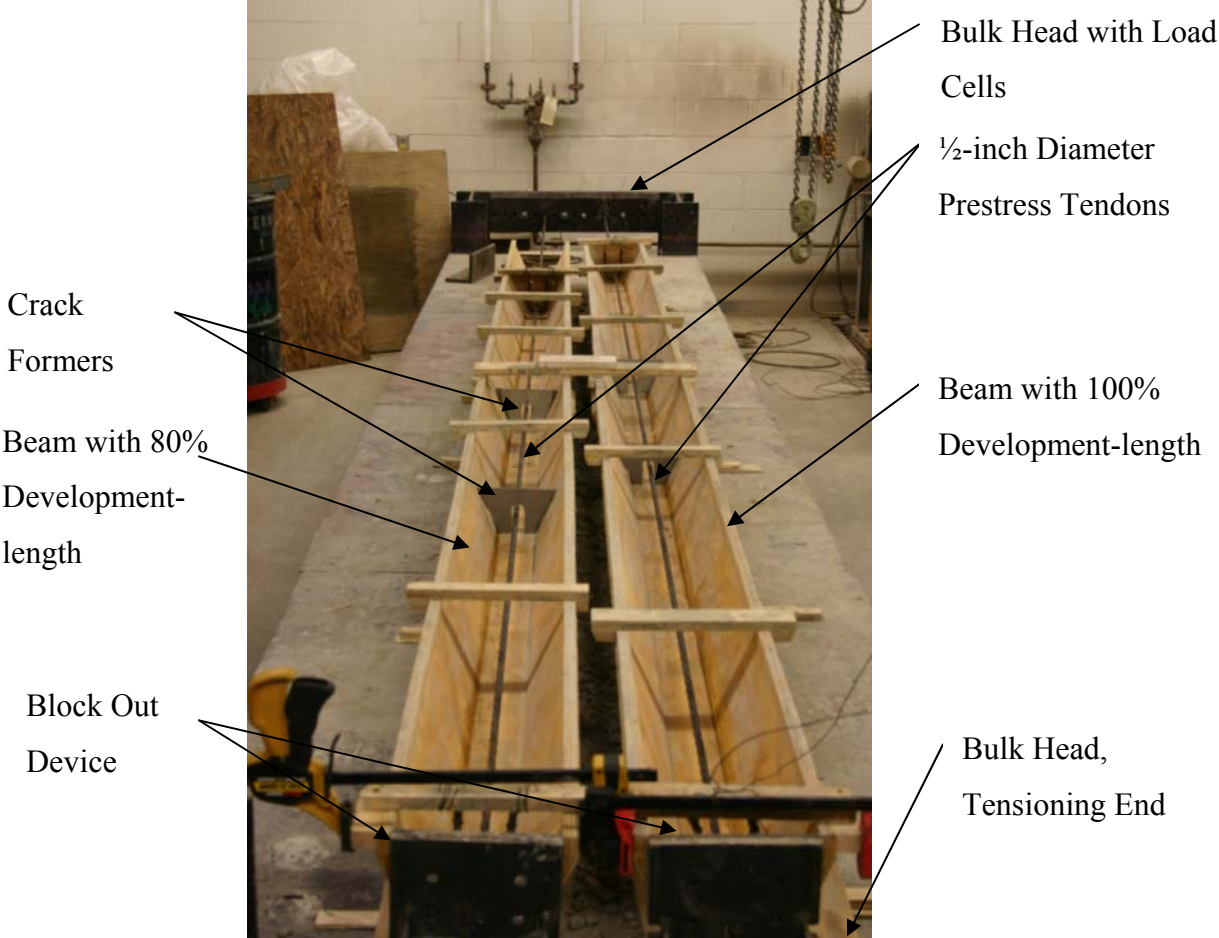 Bulk Head with Load
Cells
½-inch Diameter
Prestress Tendons
Crack
Formers
Beam with 80%
Development-
length
Beam with 100%
Development-length
Block Out
Device
Bulk Head,
Tensioning End